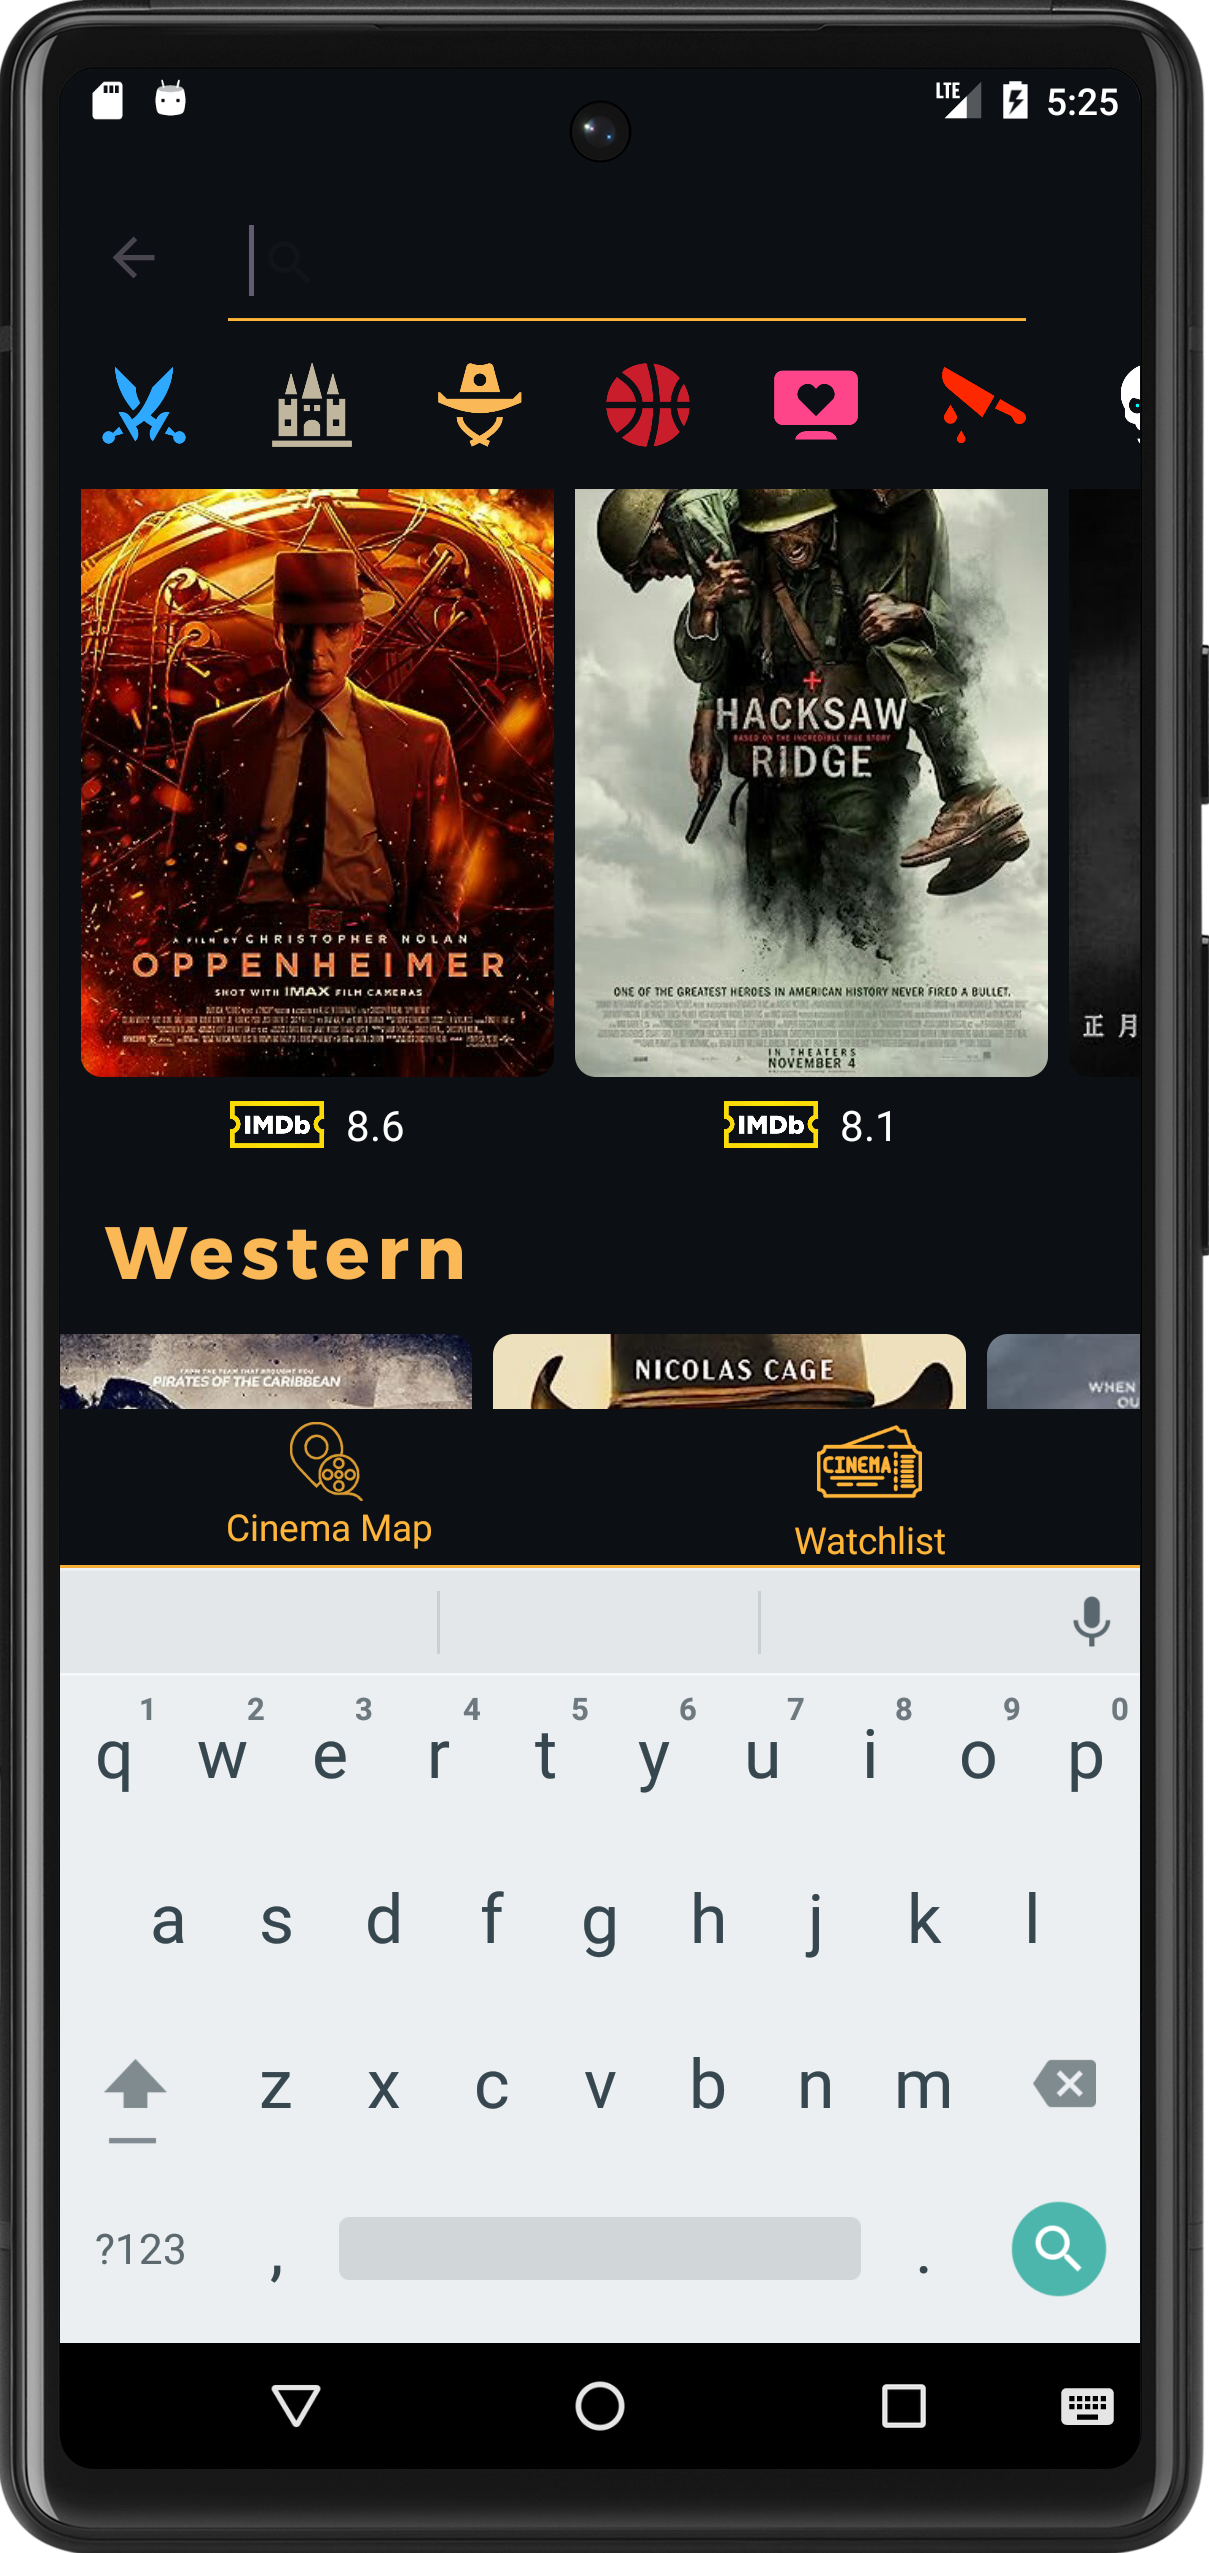 LTE 5:25
A FILM BY CHRISTOPHER NOLAN
OPPENHEIMER
SHOT WITH IMAX FILM CAMERAS
HACKSAW
BASED ON THE INCREDIBLE TRUE STORY
RIDGE
ONE OF THE GREATEST HEROES IN AMERICAN HISTORY NEVER FIRED A BULLET.
IN THEATERS
NOVEMBER 4
正 月
IMDb 8.6
IMDb 8.1
Western
FROM THE TEAM THAT BROUGHT YOU
PIRATES OF THE CARIBBEAN
NICOLAS CAGE
WHEN
OU
CINEMA
Cinema Map
Watchlist
1 2 3 4 5 6 7 8 9 0
q w e r t y u i o p
a s d f g h j k l
z x c v b n m
?123 , .